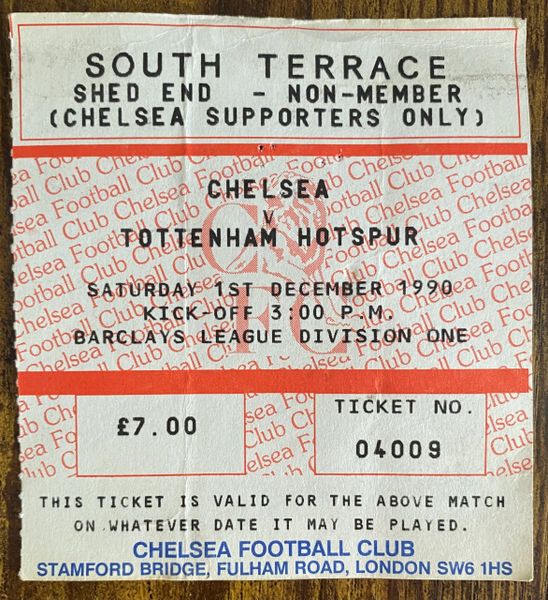 SOUTH TERRACE
SHED END - NON-MEMBER
(CHELSEA SUPPORTERS ONLY)
CHELSEA
V
TOTTENHAM HOTSPUR
SATURDAY 1ST DECEMBER 1990
KICK-OFF 3:00 P.M.
BARCLAYS LEAGUE DIVISION ONE
£7.00
TICKET NO.
04009
THIS TICKET IS VALID FOR THE ABOVE MATCH
ON WHATEVER DATE IT MAY BE PLAYED.
CHELSEA FOOTBALL CLUB
STAMFORD BRIDGE, FULHAM ROAD, LONDON SW6 1HS